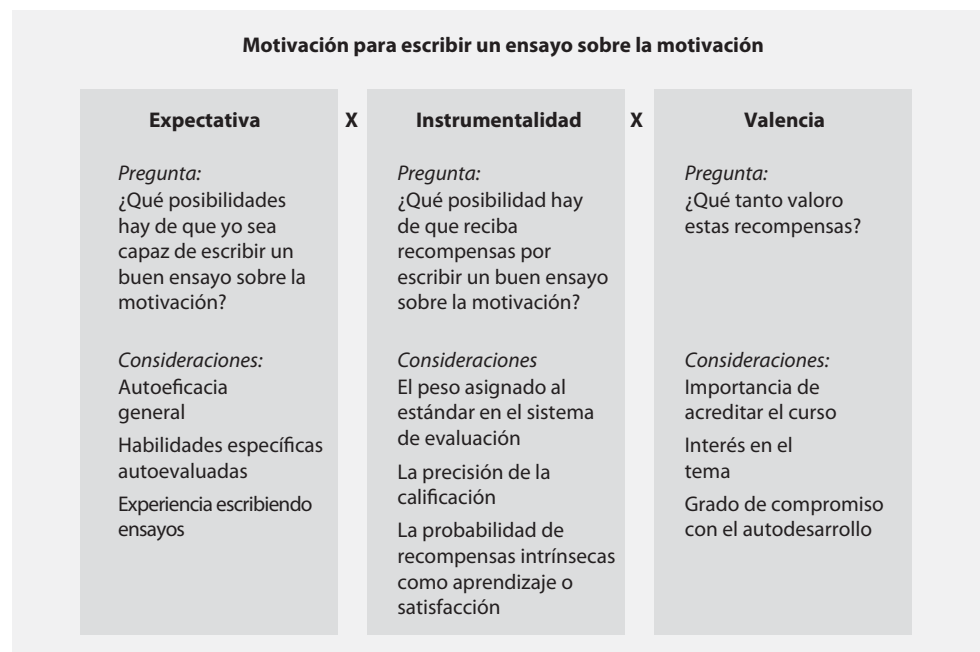 Motivación para escribir un ensayo sobre la motivación
Expectativa X Instrumentalidad X Valencia
Pregunta:
¿Qué posibilidades
hay de que yo sea
capaz de escribir un
buen ensayo sobre la
motivación?
Consideraciones:
Autoeficacia
general
Habilidades específicas
autoevaluadas
Experiencia escribiendo
ensayos
Pregunta:
¿Qué posibilidad hay
de que reciba
recompensas por
escribir un buen ensayo
sobre la motivación?
Consideraciones
El peso asignado al
estándar en el sistema
de evaluación
La precisión de la
calificación
La probabilidad de
recompensas intrínsecas
como aprendizaje o
satisfacción
Pregunta:
¿Qué tanto valoro
estas recompensas?
Consideraciones:
Importancia de
acreditar el curso
Interés en el
tema
Grado de compromiso
con el autodesarrollo